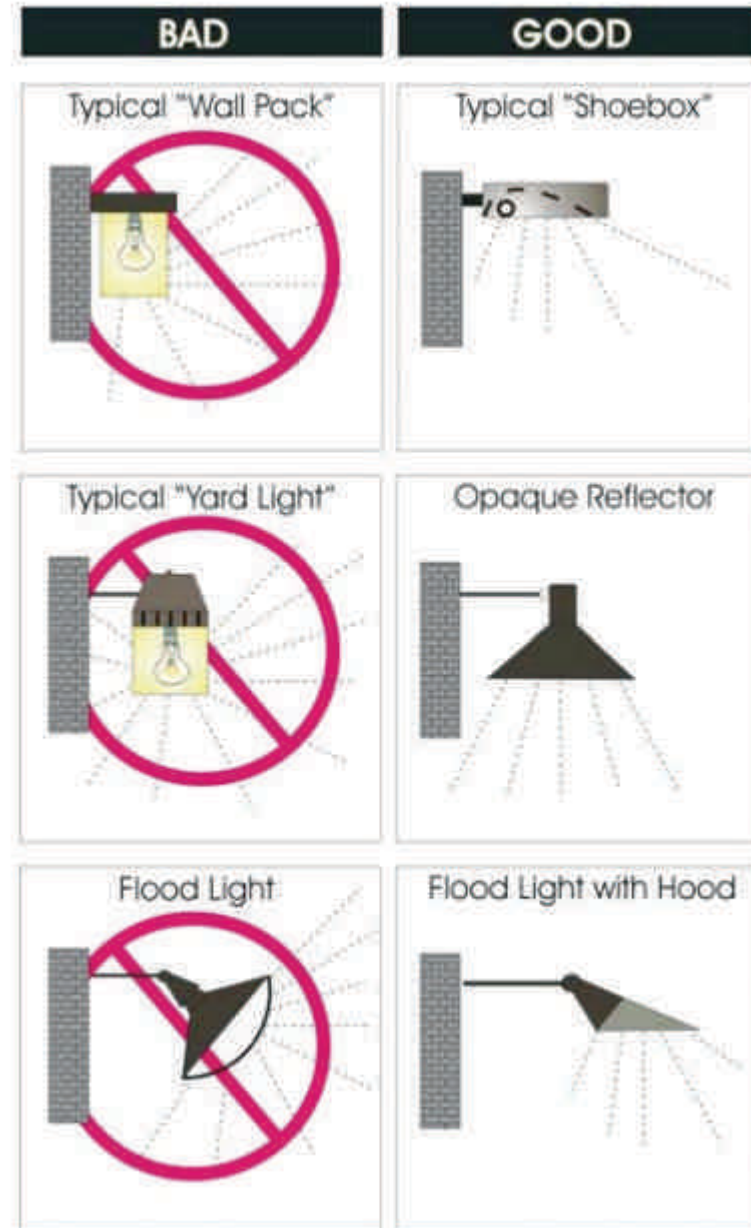 BAD
GOOD
Typical "Wall Pack"
Typical "Shoebox"
Typical "Yard Light"
Opaque Reflector
Flood Light
Flood Light with Hood